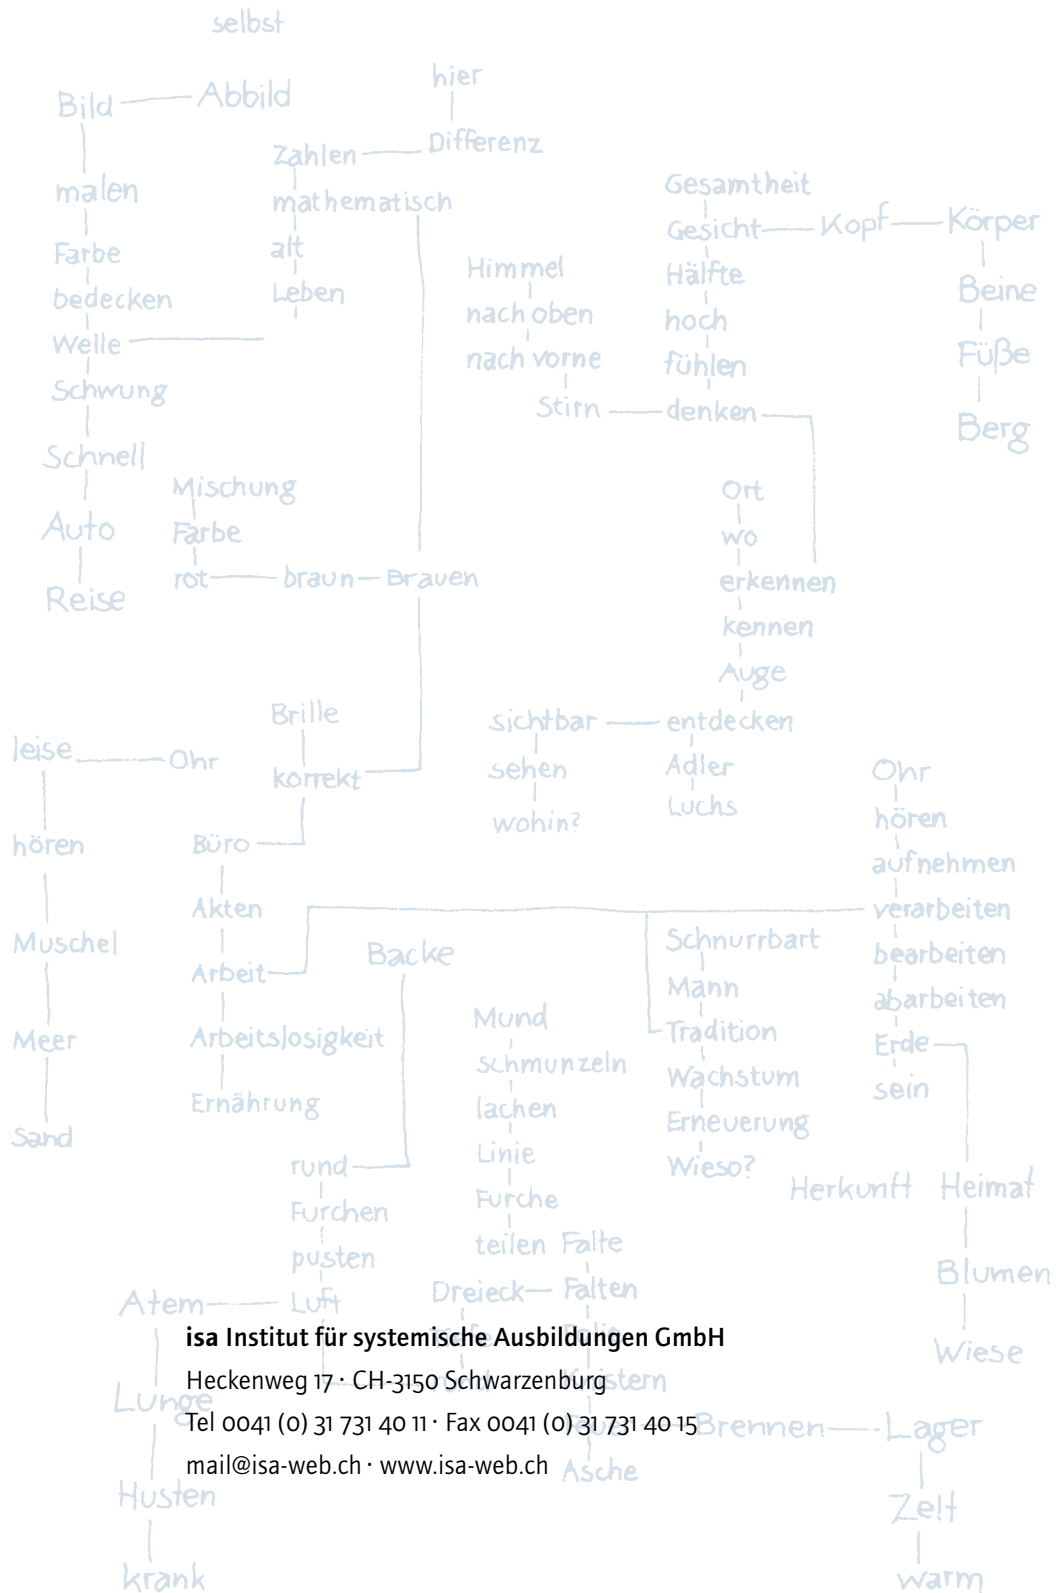 selbst
hier
Bild Abbild
Zahlen Differenz
malen
mathematisch
Gesamtheit
Gesicht Kopf Körper
Farbe
alt
Himmel
Hälfte
bedecken
Leben
nach oben
hoch
Beine
Welle
nach vorne
fühlen
Füße
Schwung
Stirn denken
Berg
Schnell
Mischung
Ort
Auto
Farbe
wo
Reise
rot braun Brauen
erkennen
kennen
Auge
Brille
sichtbar entdecken
leise Ohr
korrekt
sehen
Adler
Ohr
wohin?
Luchs
hören
hören
Büro
aufnehmen
Akten
verarbeiten
Muschel
Backe
Schnurrbart
bearbeiten
Arbeit
Mann
abarbeiten
Meer
Arbeitslosigkeit
Mund
Tradition
Erde
schmunzeln
Wachstum
sein
Ernährung
lachen
Erneuerung
Sand
Linie
Wieso?
rund
Furchen
Furche
Herkunft Heimat
pusten
teilen Falte
Blumen
Atem Luft
Dreieck Falten
Wiese
isa Institut für systemische Ausbildungen GmbH
Heckenweg 17 · CH-3150 Schwarzenburg
Lunge
Tel 0041 (0) 31 731 40 11 · Fax 0041 (0) 31 731 40 15
Brennen Lager
mail@isa-web.ch · www.isa-web.ch
Asche
Husten
Zelt
krank
warm